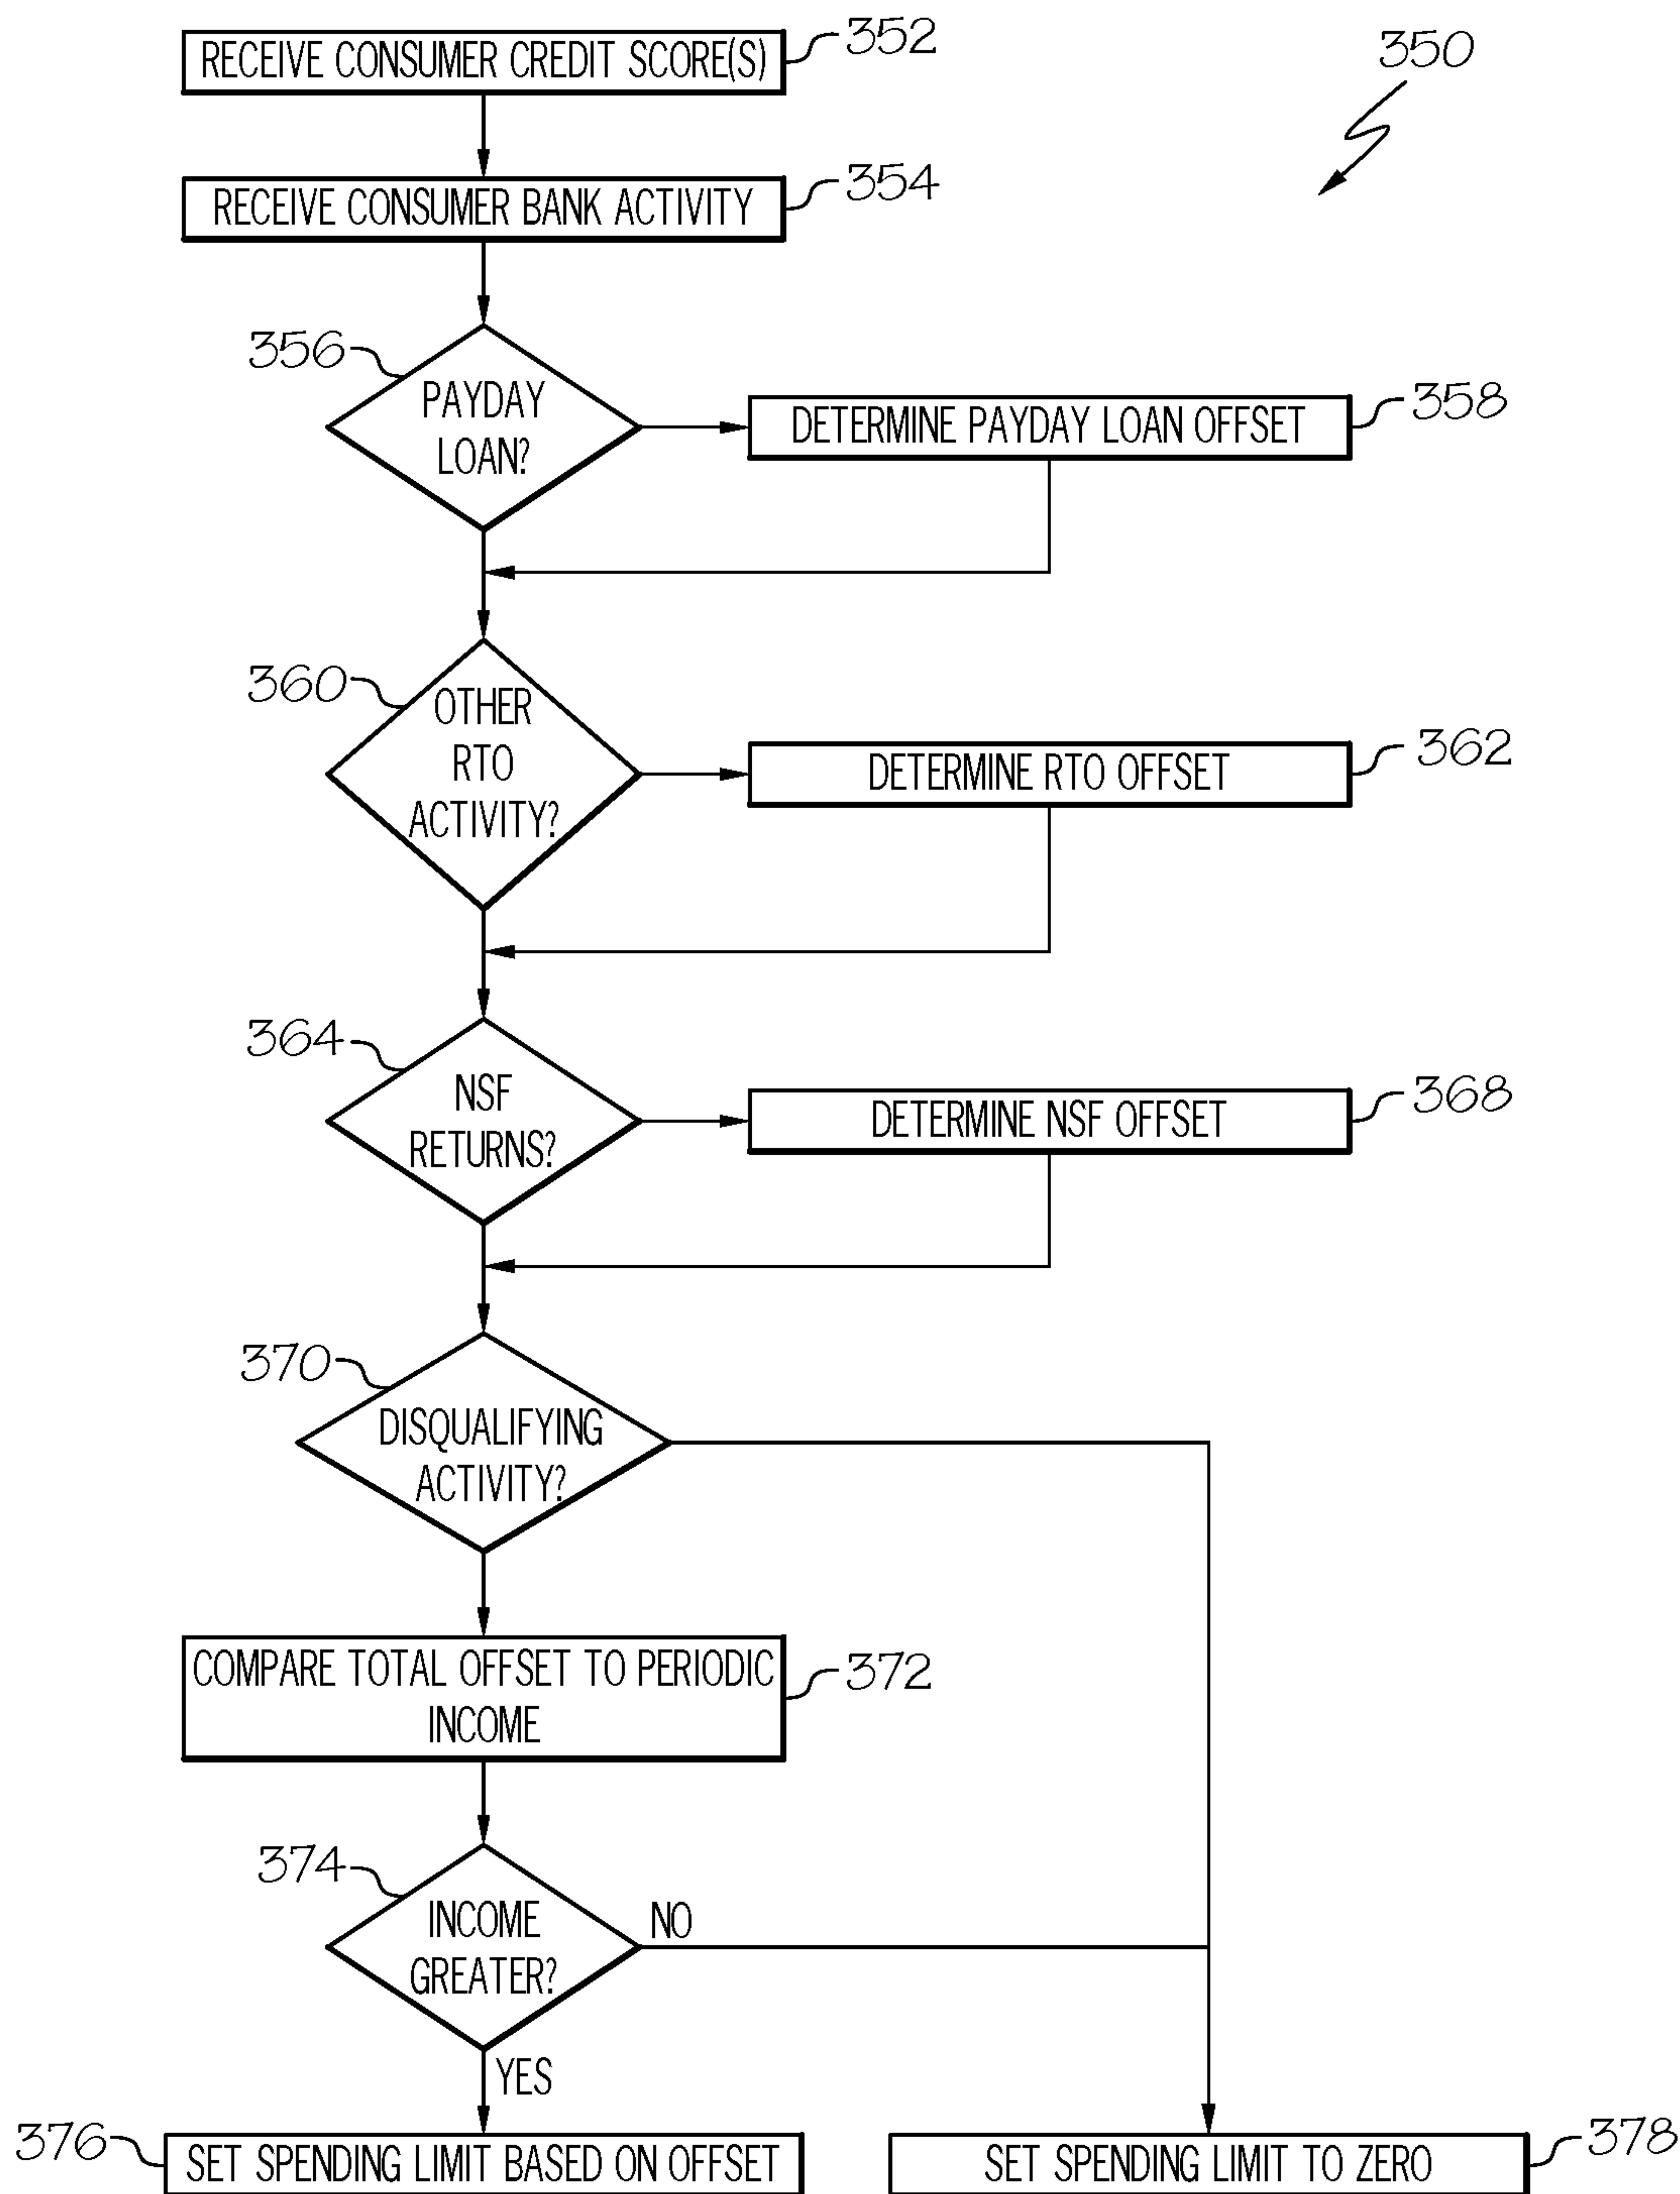 RECEIVE CONSUMER CREDIT SCORE(S)
352
350
RECEIVE CONSUMER BANK ACTIVITY
354
356
PAYDAY
LOAN?
DETERMINE PAYDAY LOAN OFFSET
358
360
OTHER
RTO
ACTIVITY?
DETERMINE RTO OFFSET
362
364
NSF
RETURNS?
DETERMINE NSF OFFSET
368
370
DISQUALIFYING
ACTIVITY?
COMPARE TOTAL OFFSET TO PERIODIC
INCOME
372
374
INCOME
GREATER?
NO
YES
376
SET SPENDING LIMIT BASED ON OFFSET
SET SPENDING LIMIT TO ZERO
378